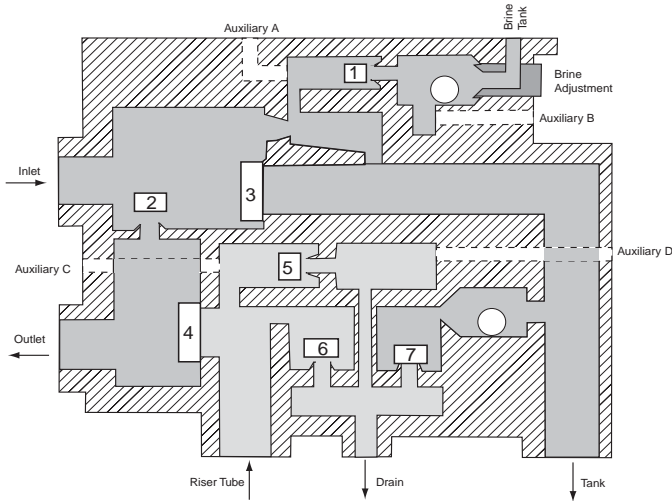 Auxiliary A
Brine
Tank
1
Brine
Adjustment
Auxiliary B
Inlet
2
3
Auxiliary C
5
Auxiliary D
Outlet
4
6
7
Riser Tube
Drain
Tank